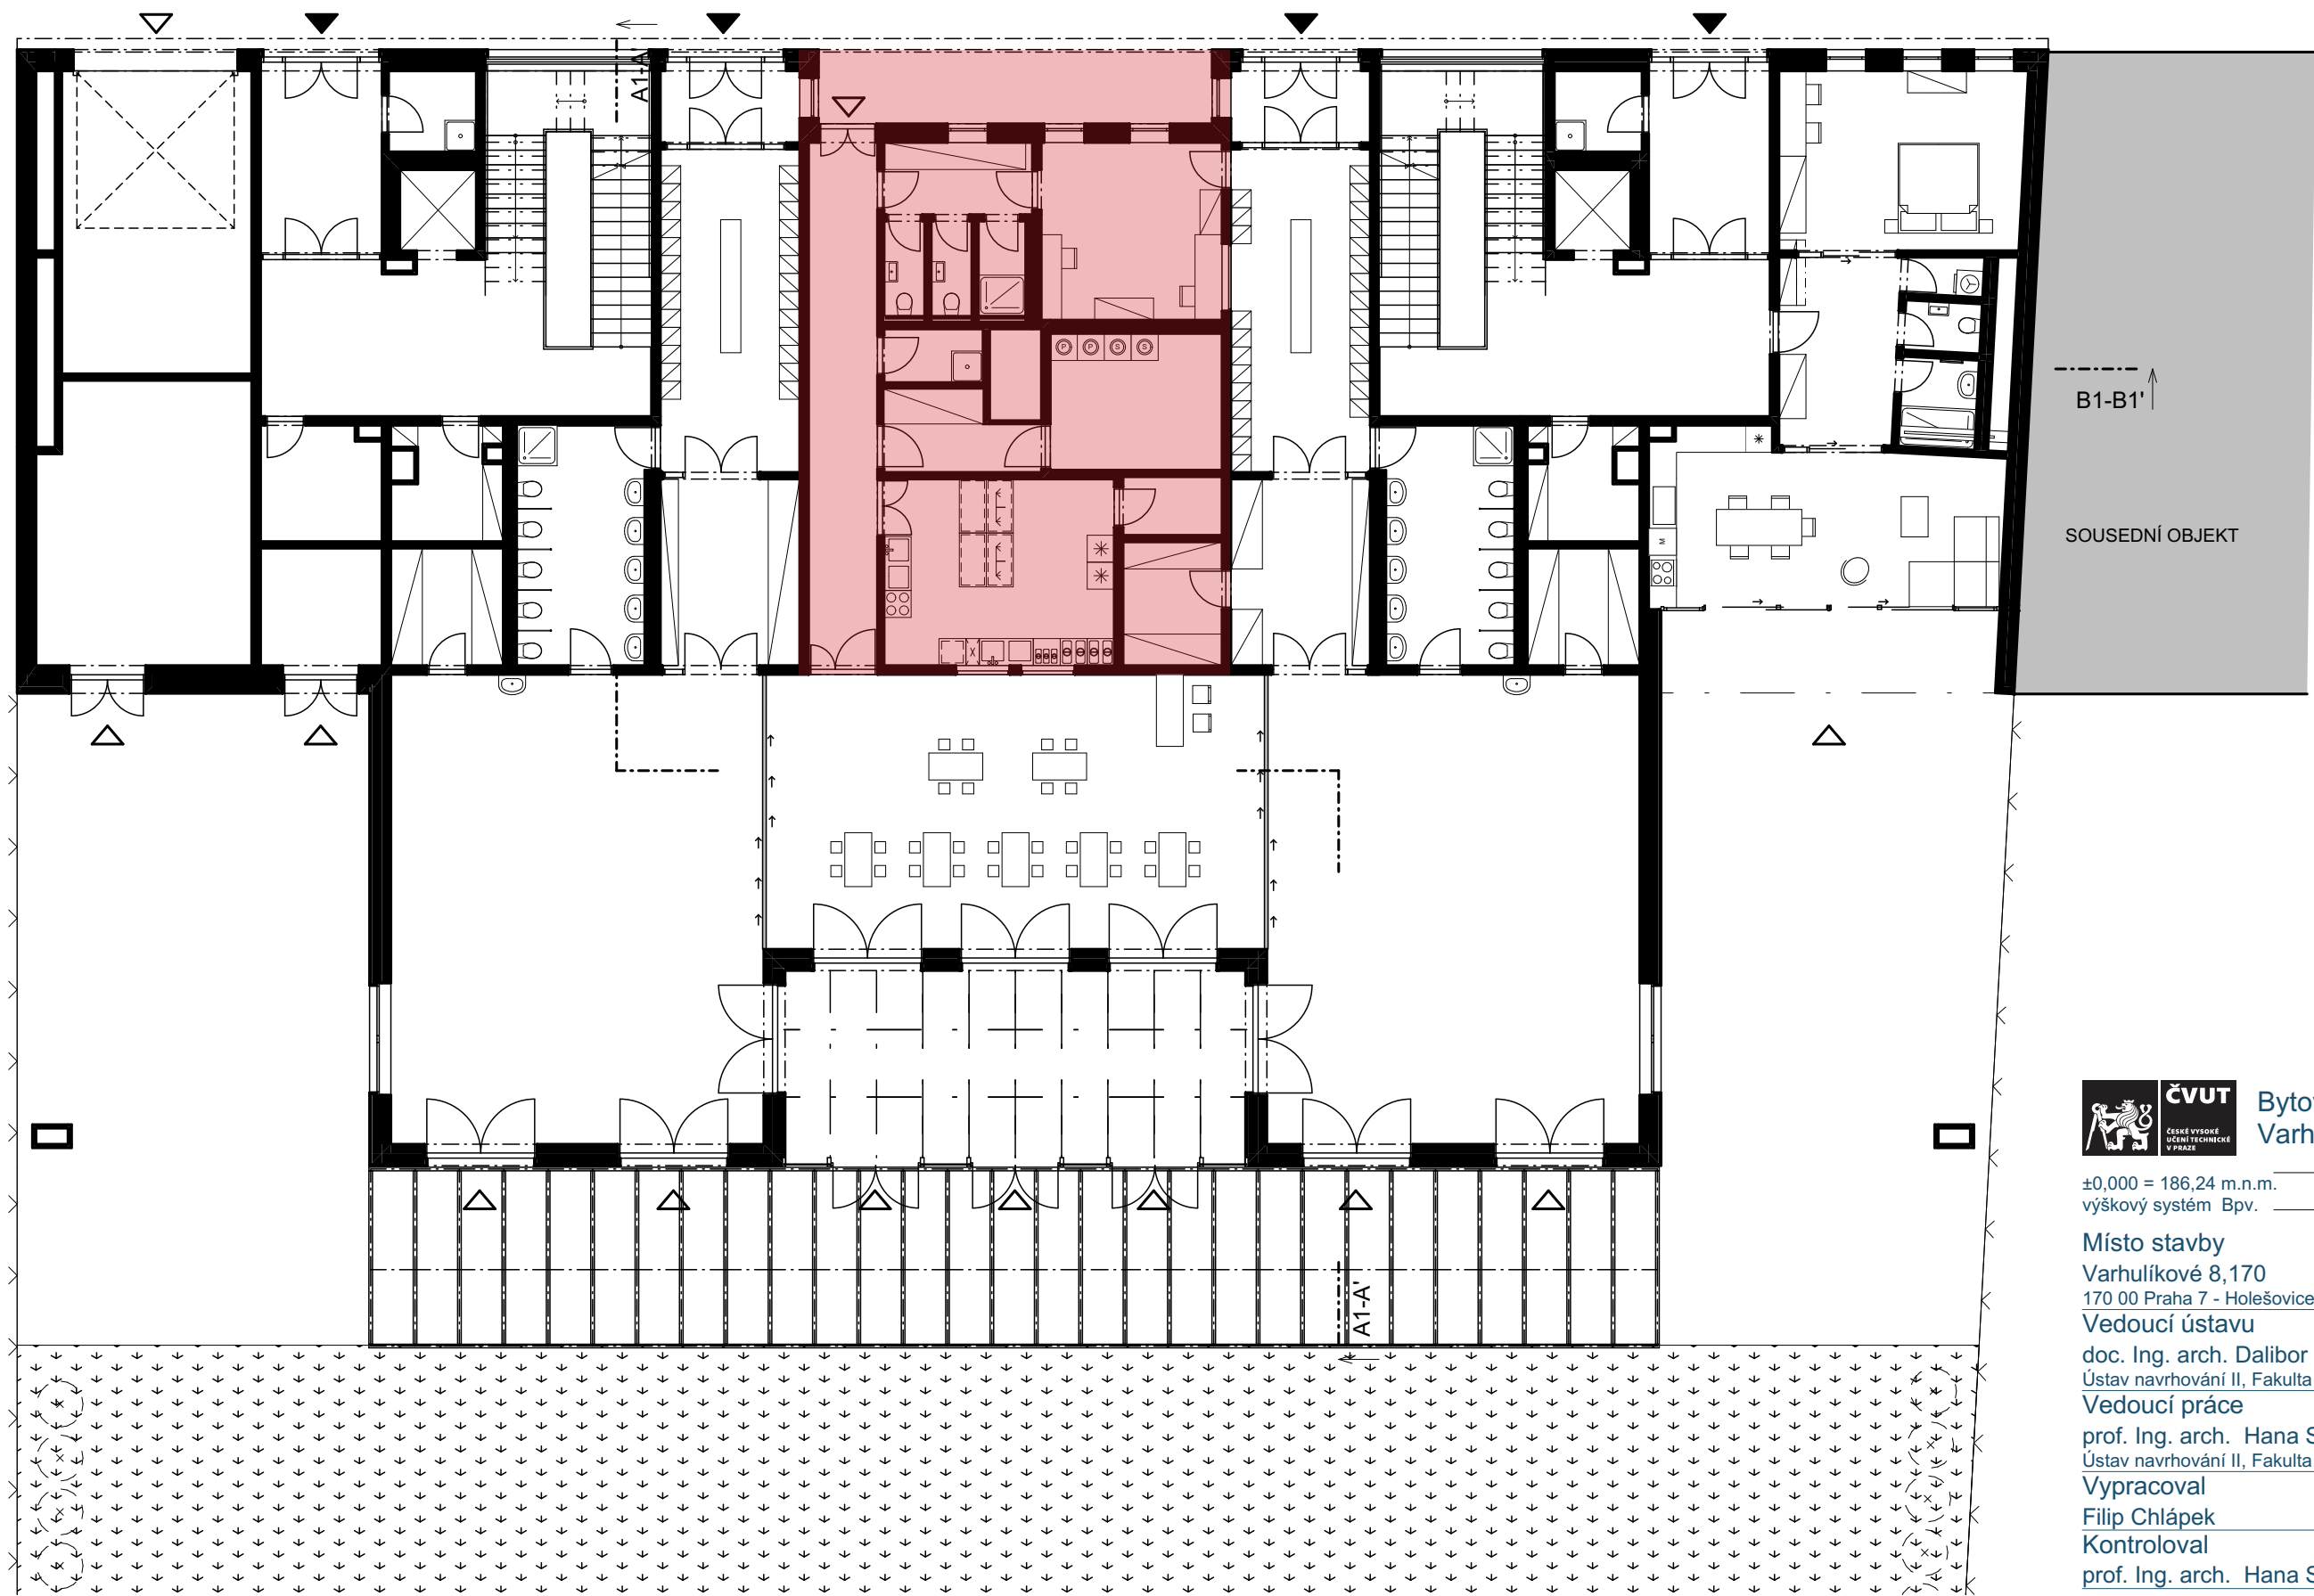 A1-A'
B1-B1'
SOUSEDNÍ OBJEKT
P P S S
M
A1-A'
ČVUT
ČESKÉ VYSOKÉ
UČENÍ TECHNICKÉ
V PRAZE
±0,000 = 186,24 m.n.m.
výškový systém Bpv.
Místo stavby
Varhulíkové 8,170
170 00 Praha 7 - Holešovice
Vedoucí ústavu
doc. Ing. arch. Dalibor
Ústav navrhování II, Fakulta
Vedoucí práce
prof. Ing. arch. Hana
Ústav navrhování II, Fakulta
Vypracoval
Filip Chlápek
Kontroloval
prof. Ing. arch. Hana